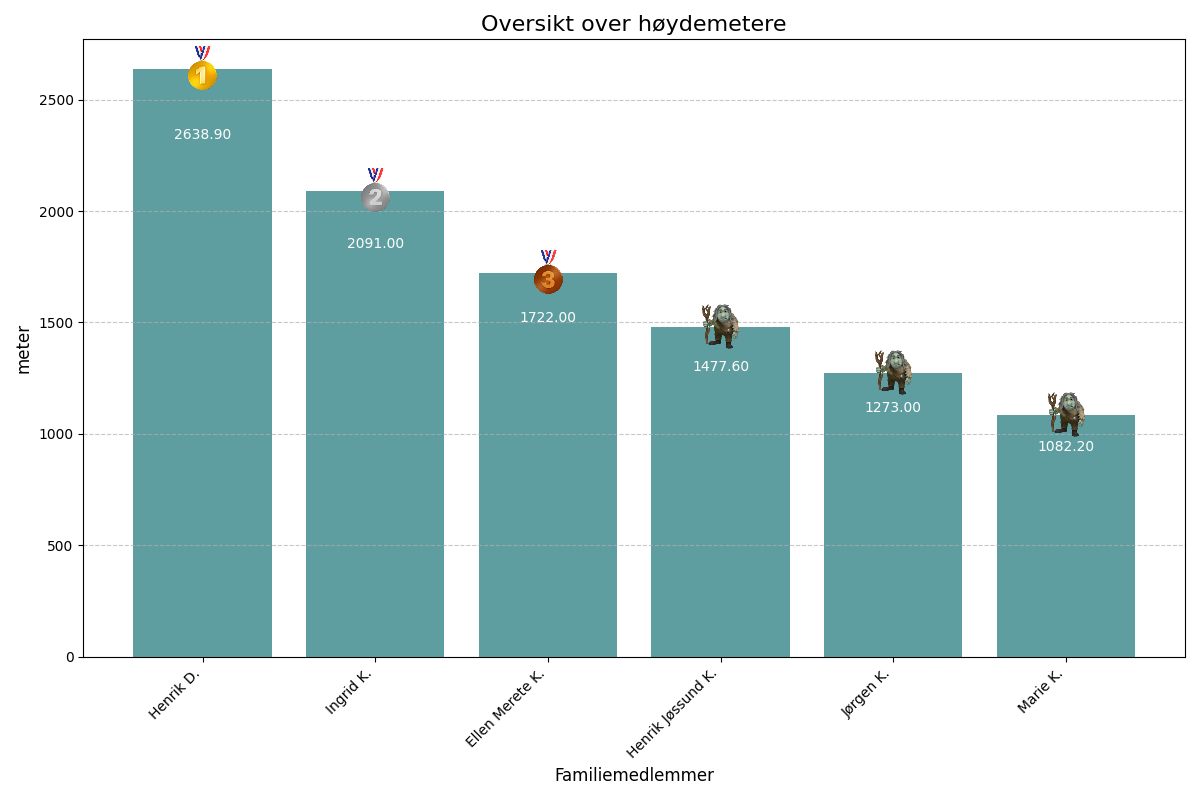 Oversikt over høydemetere
1
2638.90
2
2091.00
3
1722.00
1477.60
1273.00
1082.20
2500
2000
1500
1000
500
0
meter
Henrik D.
Ingrid K.
Ellen Merete K.
Henrik Jøssund K.
Jørgen K.
Marie K.
Familiemedlemmer